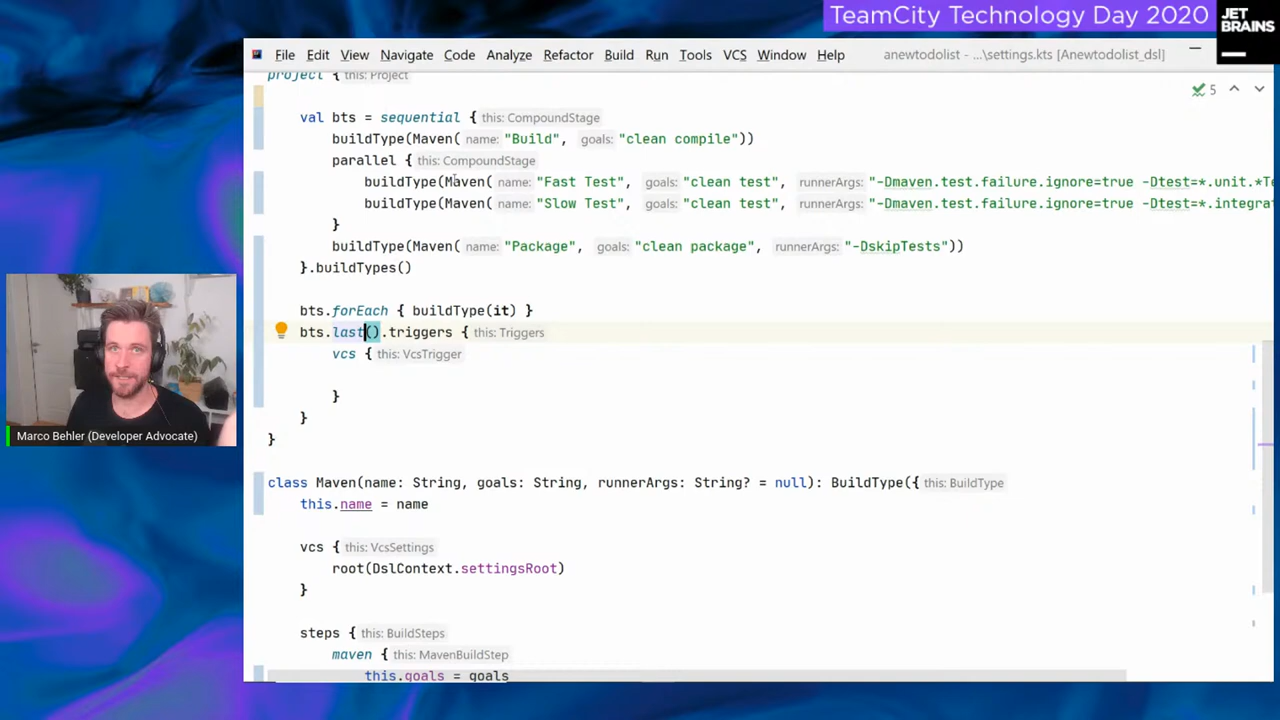 TeamCity Technology Day 2020
JET
BRAINS
File Edit View Navigate Code Analyze Refactor Build Run Tools VCS Window Help anewtodolist - ...\settings.kts [Anewtodolist_dsl]
project { this: Project
5
val bts = sequential { this: CompoundStage
buildType(Maven( name: "Build", goals: "clean compile"))
parallel { this: CompoundStage
buildType(Maven( name: "Fast Test", goals: "clean test", runnerArgs: "-Dmaven.test.failure.ignore=true -Dtest=*.unit.*Te
buildType(Maven( name: "Slow Test", goals: "clean test", runnerArgs: "-Dmaven.test.failure.ignore=true -Dtest=*.integrat
}
buildType(Maven( name: "Package", goals: "clean package", runnerArgs: "-DskipTests"))
}.buildTypes()
bts.forEach { buildType(it) }
bts.last().triggers { this: Triggers
vcs { this: VcsTrigger
}
}
}
Marco Behler (Developer Advocate)
class Maven(name: String, goals: String, runnerArgs: String? = null): BuildType({ this: BuildType
this.name = name
vcs { this: VcsSettings
root(DslContext.settingsRoot)
}
steps { this: BuildSteps
maven { this: MavenBuildStep
this.goals = goals